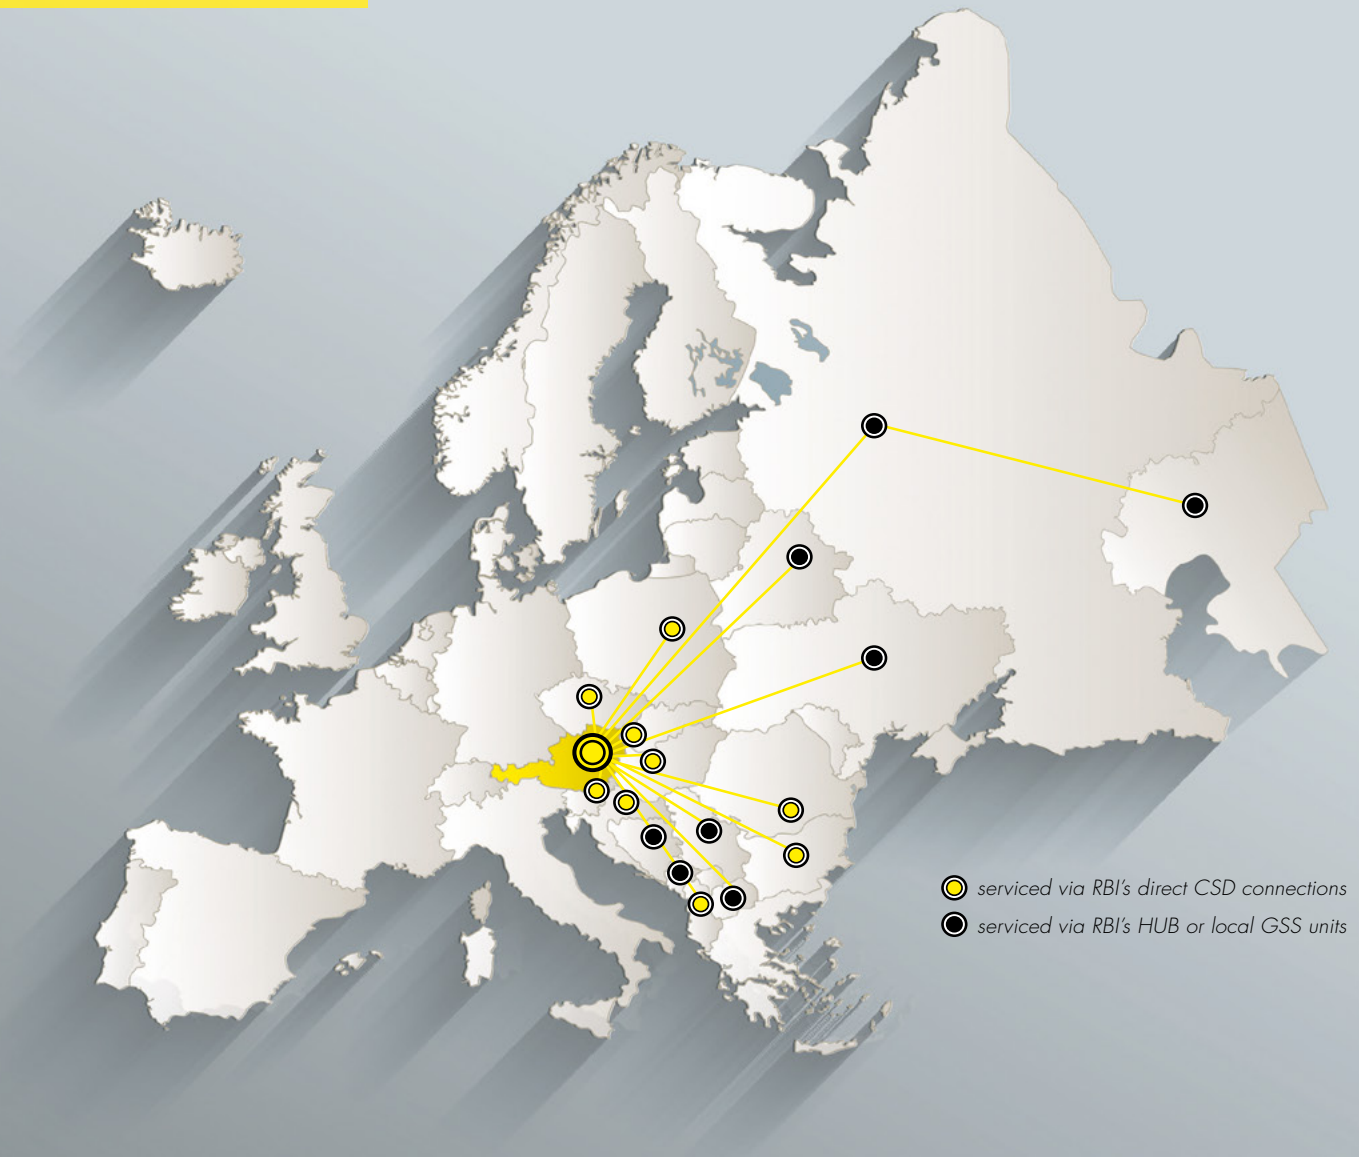 serviced via RBI's direct CSD connections
serviced via RBI's HUB or local GSS units